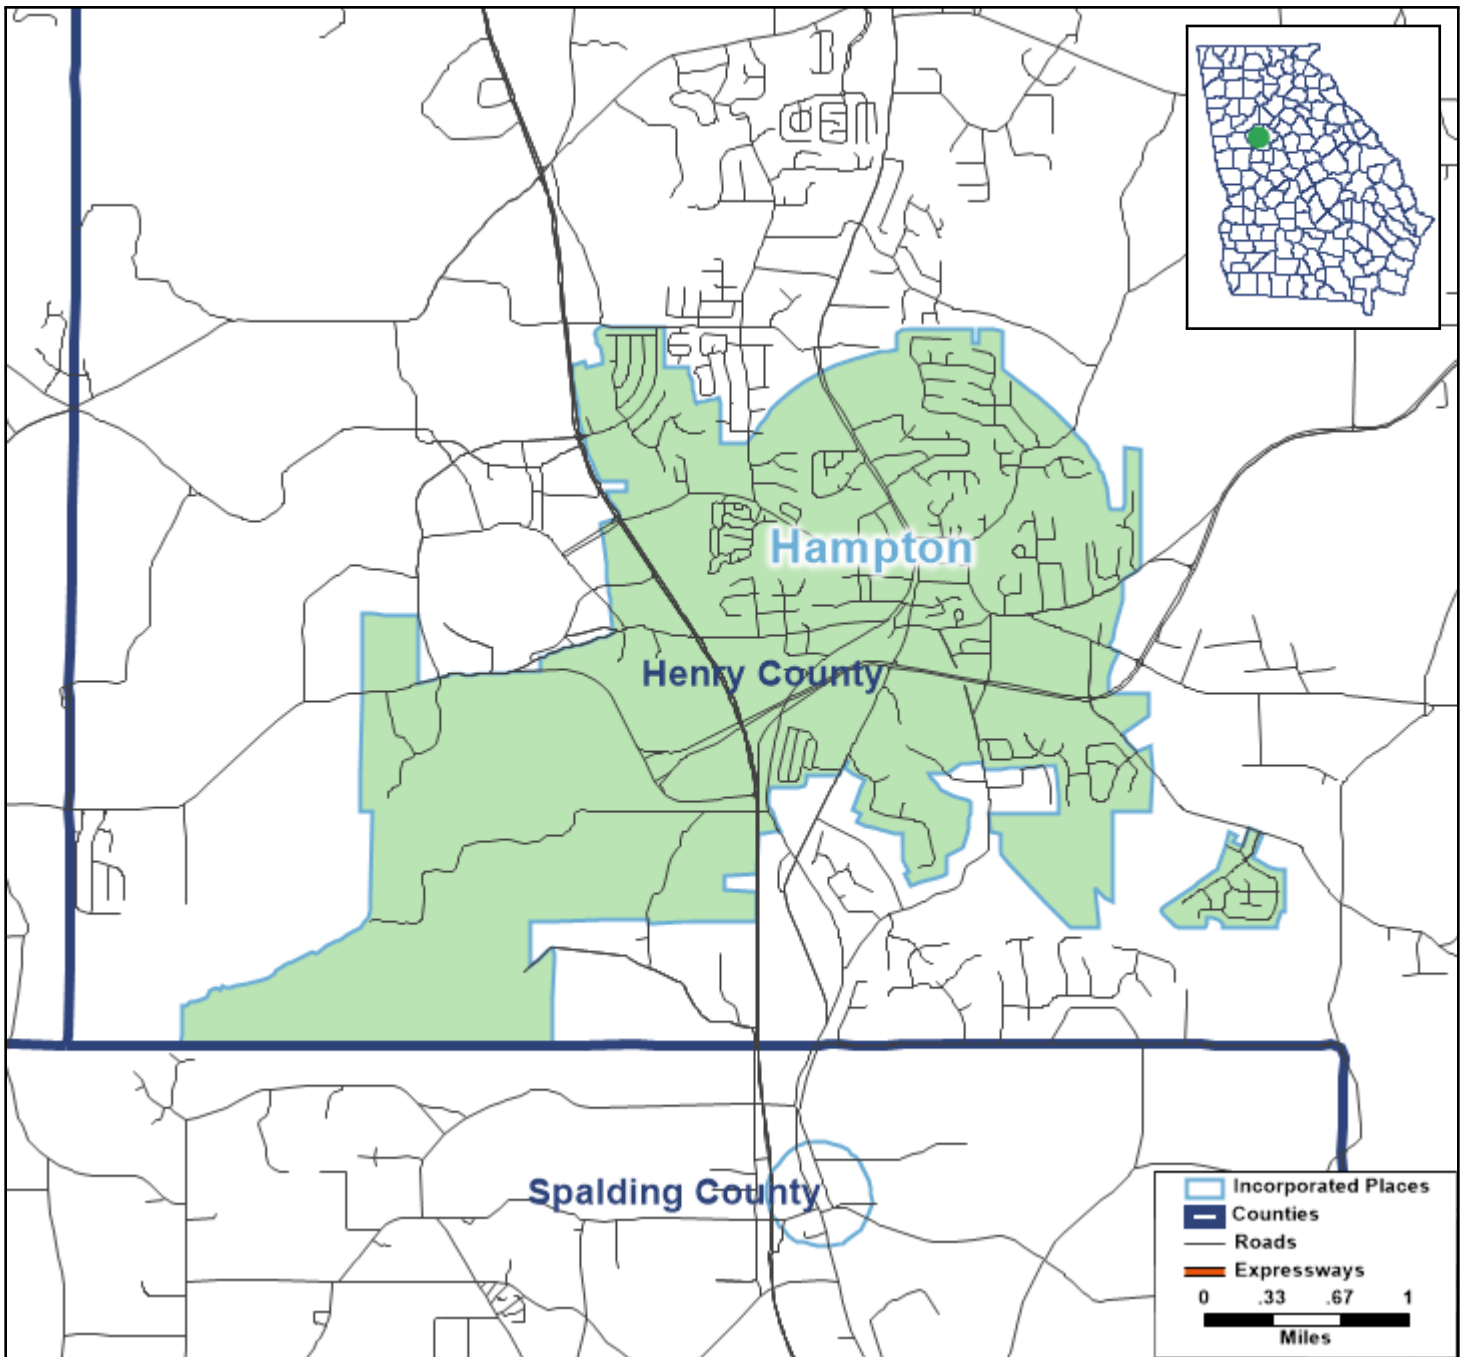 Hampton
Henry County
Spalding County
Incorporated Places
Counties
Roads
Expressways
0 .33 .67 1
Miles